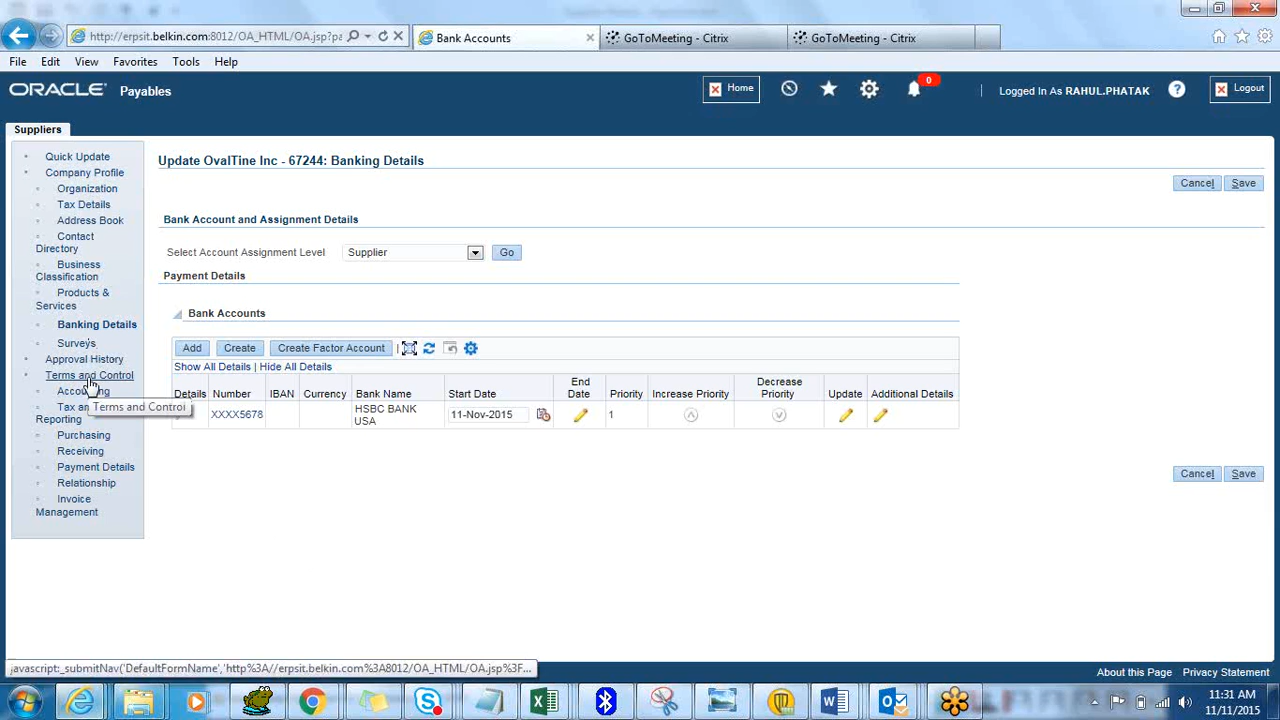 http://erpsit.belkin.com:8012/OA_HTML/OA.jsp?pa
Bank Accounts
GoToMeeting - Citrix
GoToMeeting - Citrix
File Edit View Favorites Tools Help
ORACLE Payables
Home
0
Logged In As RAHUL.PHATAK
?
Logout
Suppliers
Quick Update
Company Profile
Organization
Tax Details
Address Book
Contact
Directory
Business
Classification
Products &
Services
Banking Details
Surveys
Approval History
Terms and Control
Accounting
Tax an
Terms and Control
Reporting
Purchasing
Receiving
Payment Details
Relationship
Invoice
Management
Update OvalTine Inc - 67244: Banking Details
Cancel Save
Bank Account and Assignment Details
Select Account Assignment Level Supplier Go
Payment Details
Bank Accounts
Add Create Create Factor Account
Show All Details | Hide All Details
Details Number IBAN Currency Bank Name Start Date End Date Priority Increase Priority Decrease Priority Update Additional Details
XXXX5678 HSBC BANK USA 11-Nov-2015 1
Cancel Save
javascript:_submitNav('DefaultFormName','http%3A//erpsit.belkin.com%3A8012/OA_HTML/OA.jsp%3F...
About this Page Privacy Statement
11:31 AM
11/11/2015